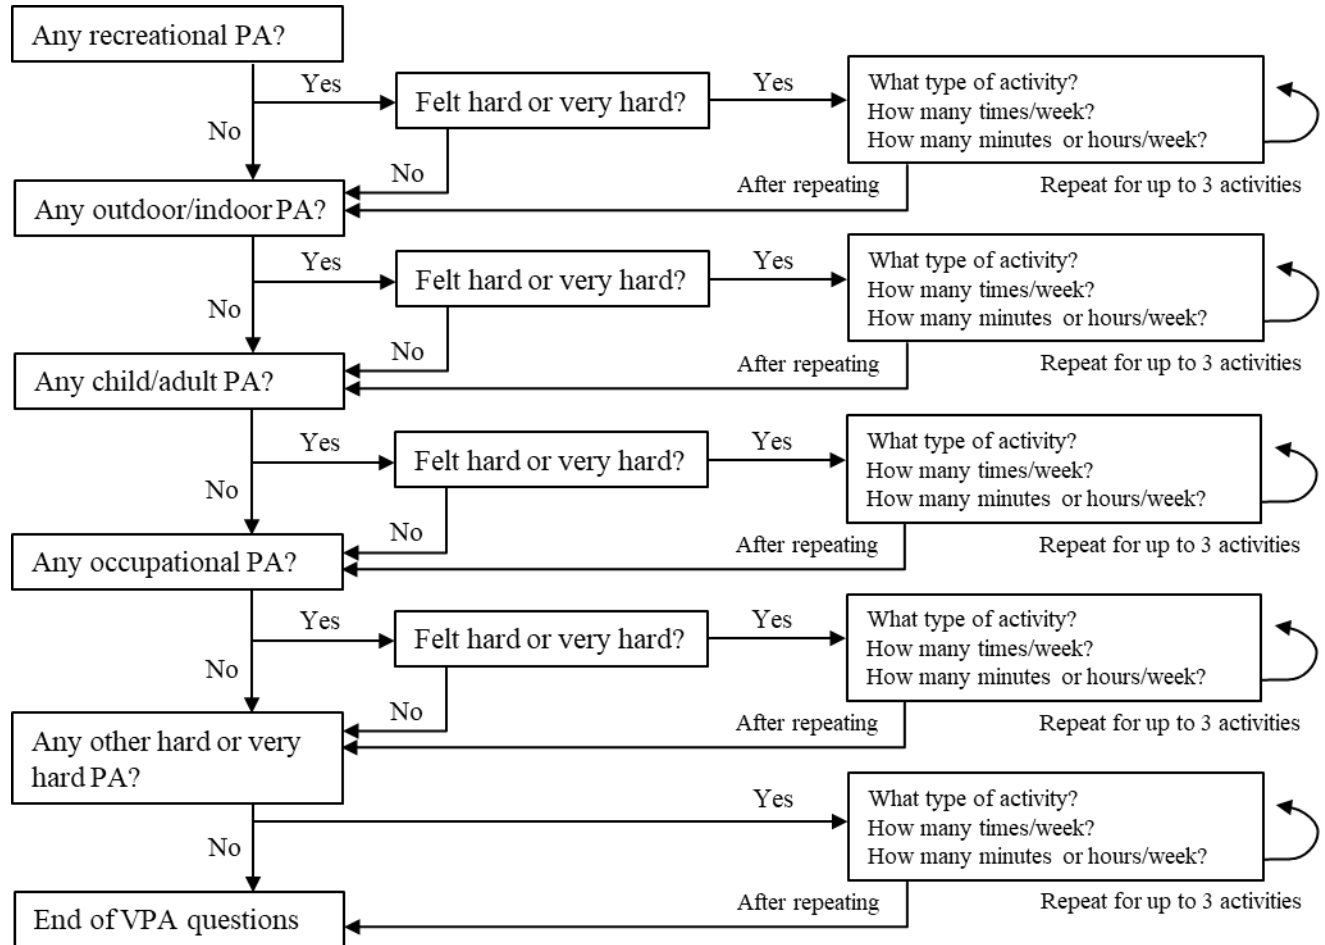 Any recreational PA?
Yes
Felt hard or very hard?
Yes
What type of activity?
How many times/week?
How many minutes or hours/week?
No
No
After repeating
Repeat for up to 3 activities
Any outdoor/indoor PA?
Yes
Felt hard or very hard?
Yes
What type of activity?
How many times/week?
How many minutes or hours/week?
No
No
After repeating
Repeat for up to 3 activities
Any child/adult PA?
Yes
Felt hard or very hard?
Yes
What type of activity?
How many times/week?
How many minutes or hours/week?
No
No
After repeating
Repeat for up to 3 activities
Any occupational PA?
Yes
Felt hard or very hard?
Yes
What type of activity?
How many times/week?
How many minutes or hours/week?
No
No
After repeating
Repeat for up to 3 activities
Any other hard or very
hard PA?
Yes
What type of activity?
How many times/week?
How many minutes or hours/week?
No
After repeating
Repeat for up to 3 activities
End of VPA questions